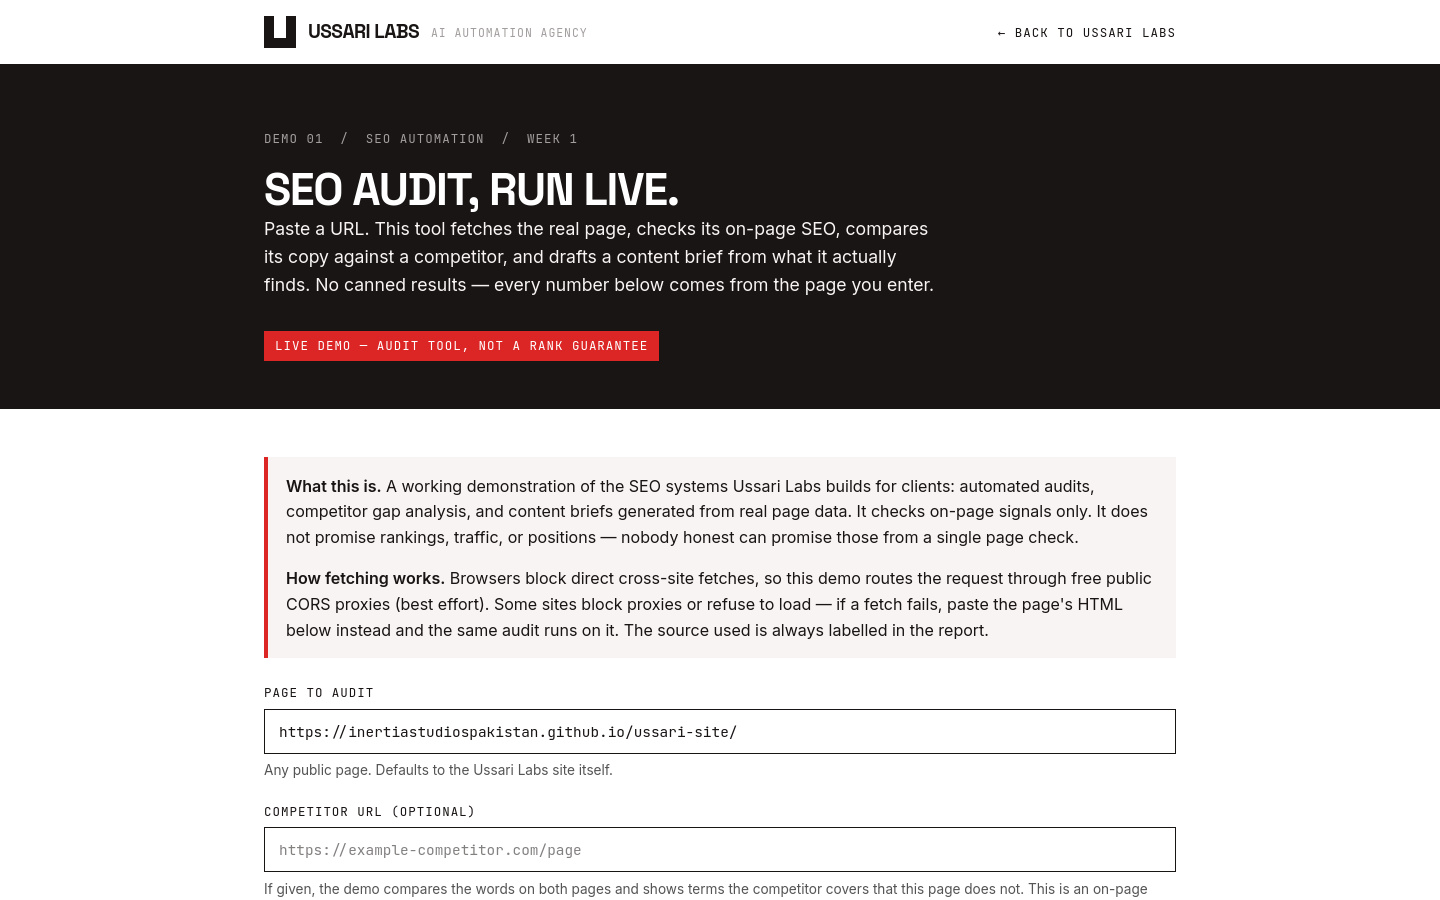 USSARI LABS AI AUTOMATION AGENCY ← BACK TO USSARI LABS
DEMO 01 / SEO AUTOMATION / WEEK 1
SEO AUDIT, RUN LIVE.
Paste a URL. This tool fetches the real page, checks its on-page SEO, compares
its copy against a competitor, and drafts a content brief from what it actually
finds. No canned results — every number below comes from the page you enter.
LIVE DEMO — AUDIT TOOL, NOT A RANK GUARANTEE
What this is. A working demonstration of the SEO systems Ussari Labs builds for clients: automated audits,
competitor gap analysis, and content briefs generated from real page data. It checks on-page signals only. It does
not promise rankings, traffic, or positions — nobody honest can promise those from a single page check.
How fetching works. Browsers block direct cross-site fetches, so this demo routes the request through free public
CORS proxies (best effort). Some sites block proxies or refuse to load — if a fetch fails, paste the page's HTML
below instead and the same audit runs on it. The source used is always labelled in the report.
PAGE TO AUDIT
https://inertiastudiospakistan.github.io/ussari-site/
Any public page. Defaults to the Ussari Labs site itself.
COMPETITOR URL (OPTIONAL)
https://example-competitor.com/page
If given, the demo compares the words on both pages and shows terms the competitor covers that this page does not. This is an on-page